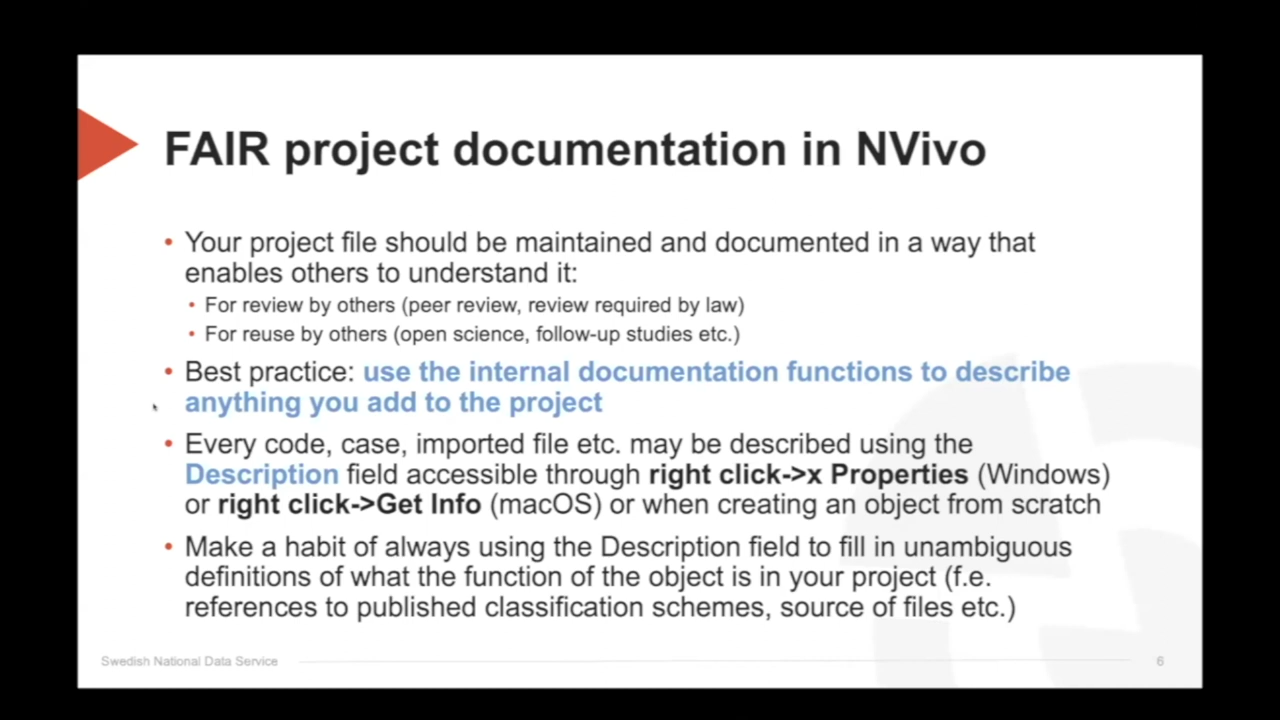 FAIR project documentation in NVivo
• Your project file should be maintained and documented in a way that
enables others to understand it:
• For review by others (peer review, review required by law)
• For reuse by others (open science, follow-up studies etc.)
• Best practice: use the internal documentation functions to describe
anything you add to the project
• Every code, case, imported file etc. may be described using the
Description field accessible through right click->x Properties (Windows)
or right click->Get Info (macOS) or when creating an object from scratch
• Make a habit of always using the Description field to fill in unambiguous
definitions of what the function of the object is in your project (f.e.
references to published classification schemes, source of files etc.)
Swedish National Data Service
6